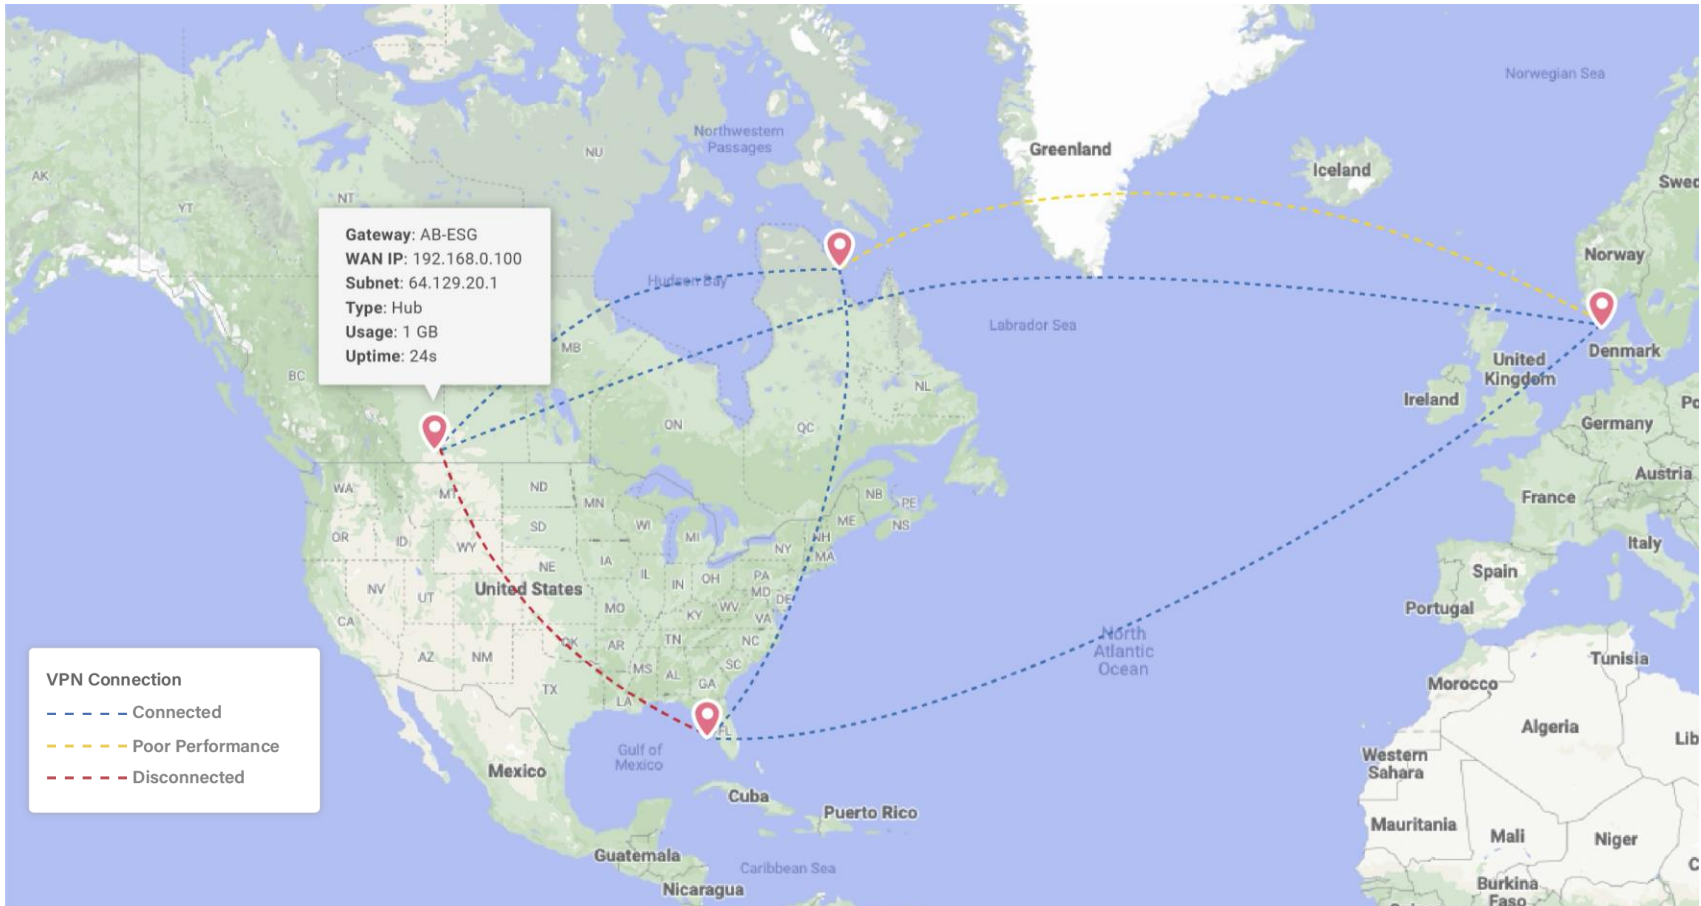 Norwegian Sea
Northwestern
Passages
NU
Greenland
Iceland
AK
YT
NT
Swed
Gateway: AB-ESG
WAN IP: 192.168.0.100
Subnet: 64.129.20.1
Type: Hub
Usage: 1 GB
Uptime: 24s
Norway
Hudson Bay
Labrador Sea
MB
BC
Denmark
United
Kingdom
NL
Ireland
Po
ON
QC
Germany
Austria
WA
MT
ND
MN
NB
PE
France
OR
ID
SD
WI
MI
ME
NS
WY
NY
NH
MA
Italy
NE
IA
United States
NV
UT
IL
IN
OH
PA
MD
DE
Spain
CA
MO
KY
WV
VA
Portugal
AZ
NM
OK
AR
TN
NC
North
Atlantic
Ocean
MS
AL
SC
Tunisia
TX
LA
GA
Morocco
VPN Connection
Connected
Poor Performance
Disconnected
FL
Algeria
Lib
Gulf of
Mexico
Mexico
Western
Sahara
Cuba
Puerto Rico
Mauritania
Mali
Niger
Guatemala
Caribbean Sea
C
Nicaragua
Burkina
Faso